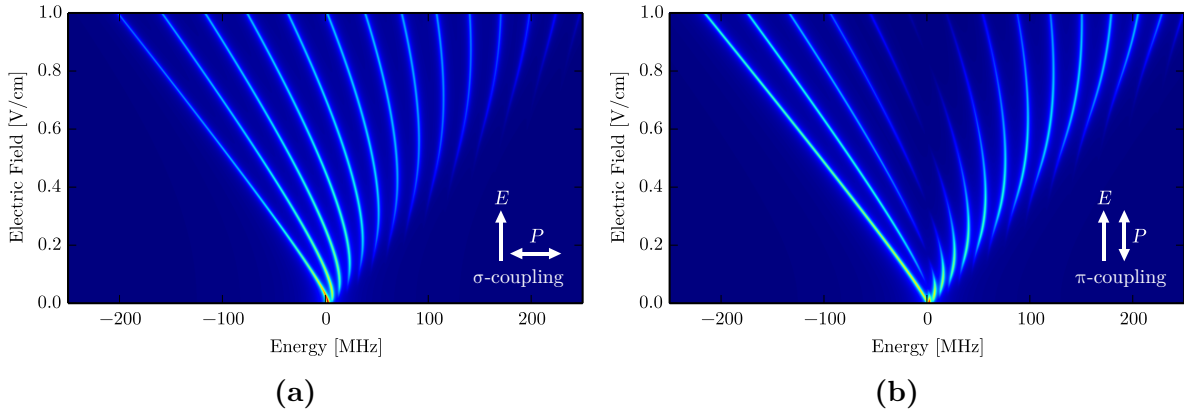 1.0
0.8
0.6
0.4
0.2
0.0
Electric Field [V/cm]
E
P
σ-coupling
−200
−100
0
100
200
Energy [MHz]
(a)
1.0
0.8
0.6
0.4
0.2
0.0
Electric Field [V/cm]
E
P
π-coupling
−200
−100
0
100
200
Energy [MHz]
(b)